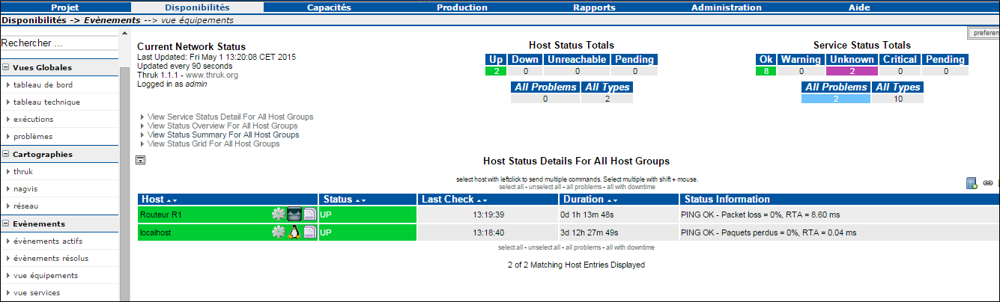 Projet Disponibilités Capacités Production Rapports Administration Aide
Disponibilités -> Evènements --> vue équipements
Rechercher ...
preferen
Vues Globales
tableau de bord
tableau technique
exécutions
problèmes
Cartographies
thruk
nagvis
réseau
Evènements
évènements actifs
évènements résolus
vue équipements
vue services
Current Network Status
Last Updated: Fri May 1 13:20:08 CET 2015
Updated every 90 seconds
Thruk 1.1.1 - www.thruk.org
Logged in as admin
View Service Status Detail For All Host Groups
View Status Overview For All Host Groups
View Status Summary For All Host Groups
View Status Grid For All Host Groups
Host Status Totals
Up Down Unreachable Pending
2 0 0 0
All Problems All Types
0 2
Service Status Totals
Ok Warning Unknown Critical Pending
8 0 2 0 0
All Problems All Types
2 10
Host Status Details For All Host Groups
select host with leftclick to send multiple commands. Select multiple with shift + mouse.
select all - unselect all - all problems - all with downtime
Host Status Last Check Duration Status Information
Routeur R1 UP 13:19:39 0d 1h 13m 48s PING OK - Packet loss = 0%, RTA = 8.60 ms
localhost UP 13:18:40 3d 12h 27m 49s PING OK - Paquets perdus = 0%, RTA = 0.04 ms
select all - unselect all - all problems - all with downtime
2 of 2 Matching Host Entries Displayed